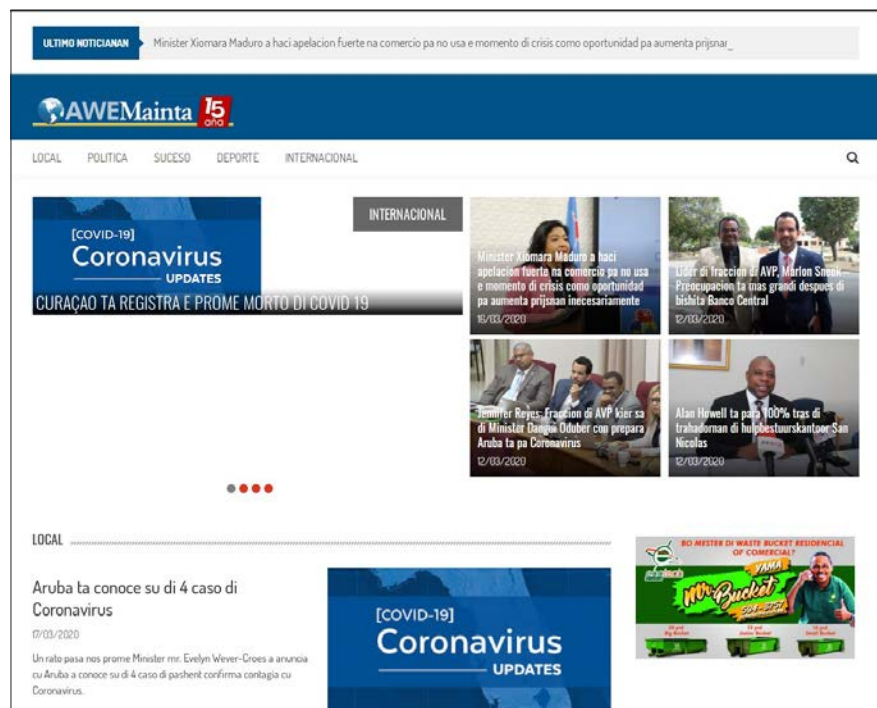 ULTIMO NOTICIANAN
Minister Xiomara Maduro a haci apelacion fuerte na comercio pa no usa e momento di crisis como oportunidad pa aumenta prijsnar_
AWEMainta 15
aña
LOCAL POLITICA SUCESO DEPORTE INTERNACIONAL
[COVID-19]
Coronavirus
UPDATES
INTERNACIONAL
CURAÇAO TA REGISTRA E PROME MORTO DI COVID 19
Minister Xiomara Maduro a haci
apelacion fuerte na comercio pa no usa
e momento di crisis como oportunidad
pa aumenta prijsnan inecesariamente
16/03/2020
Lider di fraccion di AVP, Marlon Sneek
Preocupacion ta mas grandi despues di
bishita Banco Central
12/03/2020
Jennifer Reyes: Fraccion di AVP kier sa
di Minister Dangui Oduber con prepara
Aruba ta pa Coronavirus
12/03/2020
Alan Howell ta para 100% tras di
trahadornan di hulpbestuurskantoor San
Nicolas
12/03/2020
LOCAL
Aruba ta conoce su di 4 caso di
Coronavirus
17/03/2020
Un rato pasa nos prome Minister mr. Evelyn Wever-Croes a anuncia
cu Aruba a conoce su di 4 caso di pashent confirma contagia cu
Coronavirus.
[COVID-19]
Coronavirus
UPDATES
BO MESTER DI WASTE BUCKET RESIDENCIAL
OF COMERCIAL?
YAMA
Mr Bucket